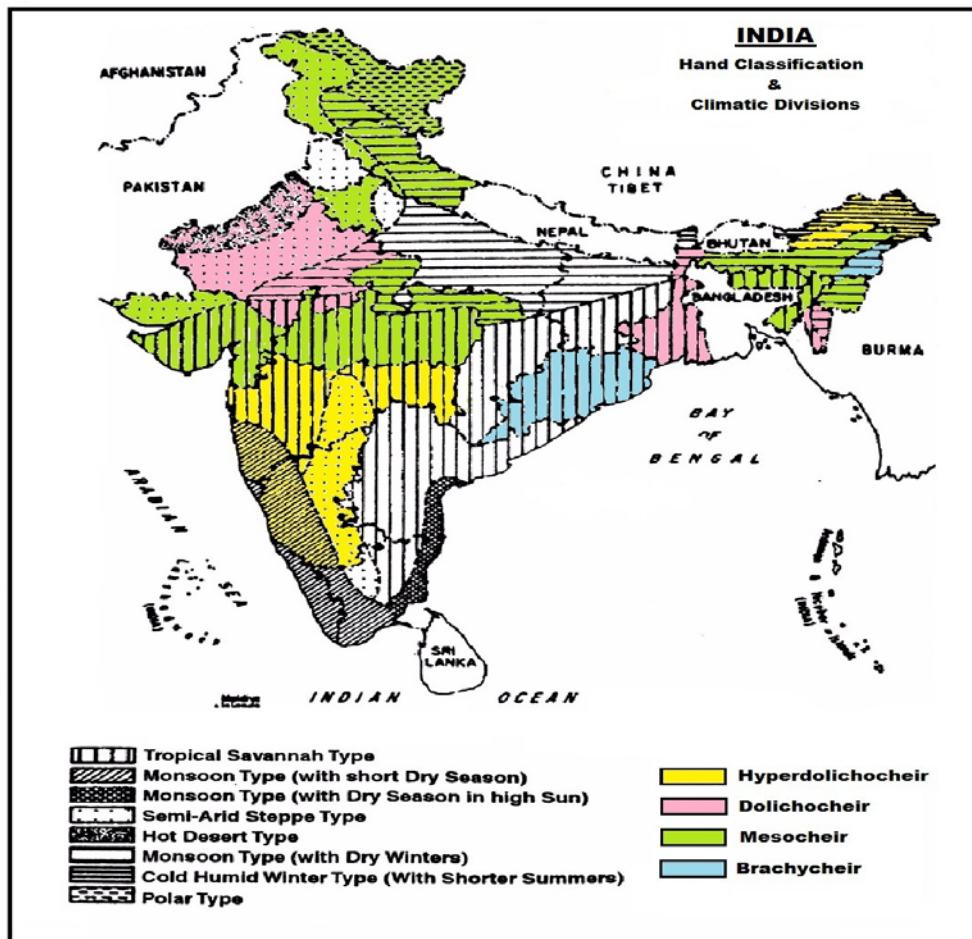 INDIA
Hand Classification
&
Climatic Divisions
AFGHANISTAN
PAKISTAN
CHINA
TIBET
NEPAL
BHUTAN
BANGLADESH
BURMA
BAY
OF
BENGAL
ARABIAN
SEA
(INDIA)
(INDIA)
SRI
LANKA
INDIAN OCEAN
Tropical Savannah Type
Monsoon Type (with short Dry Season)
Monsoon Type (with Dry Season in high Sun)
Semi-Arid Steppe Type
Hot Desert Type
Monsoon Type (with Dry Winters)
Cold Humid Winter Type (With Shorter Summers)
Polar Type
Hyperdolichocheir
Dolichocheir
Mesocheir
Brachycheir